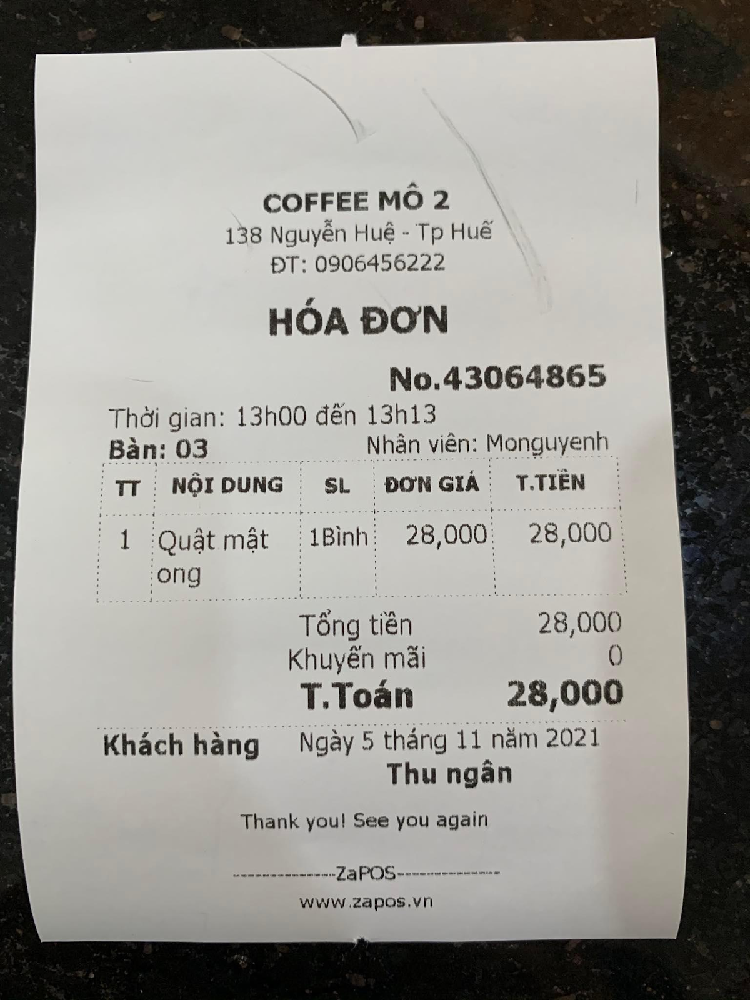 COFFEE MÔ 2
138 Nguyễn Huệ - Tp Huế
ĐT: 0906456222
HÓA ĐƠN
No.43064865
Thời gian: 13h00 đến 13h13
Bàn: 03 Nhân viên: Monguyenh
TT NỘI DUNG SL ĐƠN GIÁ T.TIỀN
1 Quật mật 1Bình 28,000 28,000
ong
Tổng tiền 28,000
Khuyến mãi 0
T.Toán 28,000
Khách hàng Ngày 5 tháng 11 năm 2021
Thu ngân
Thank you! See you again
---------------ZaPOS---------------
www.zapos.vn